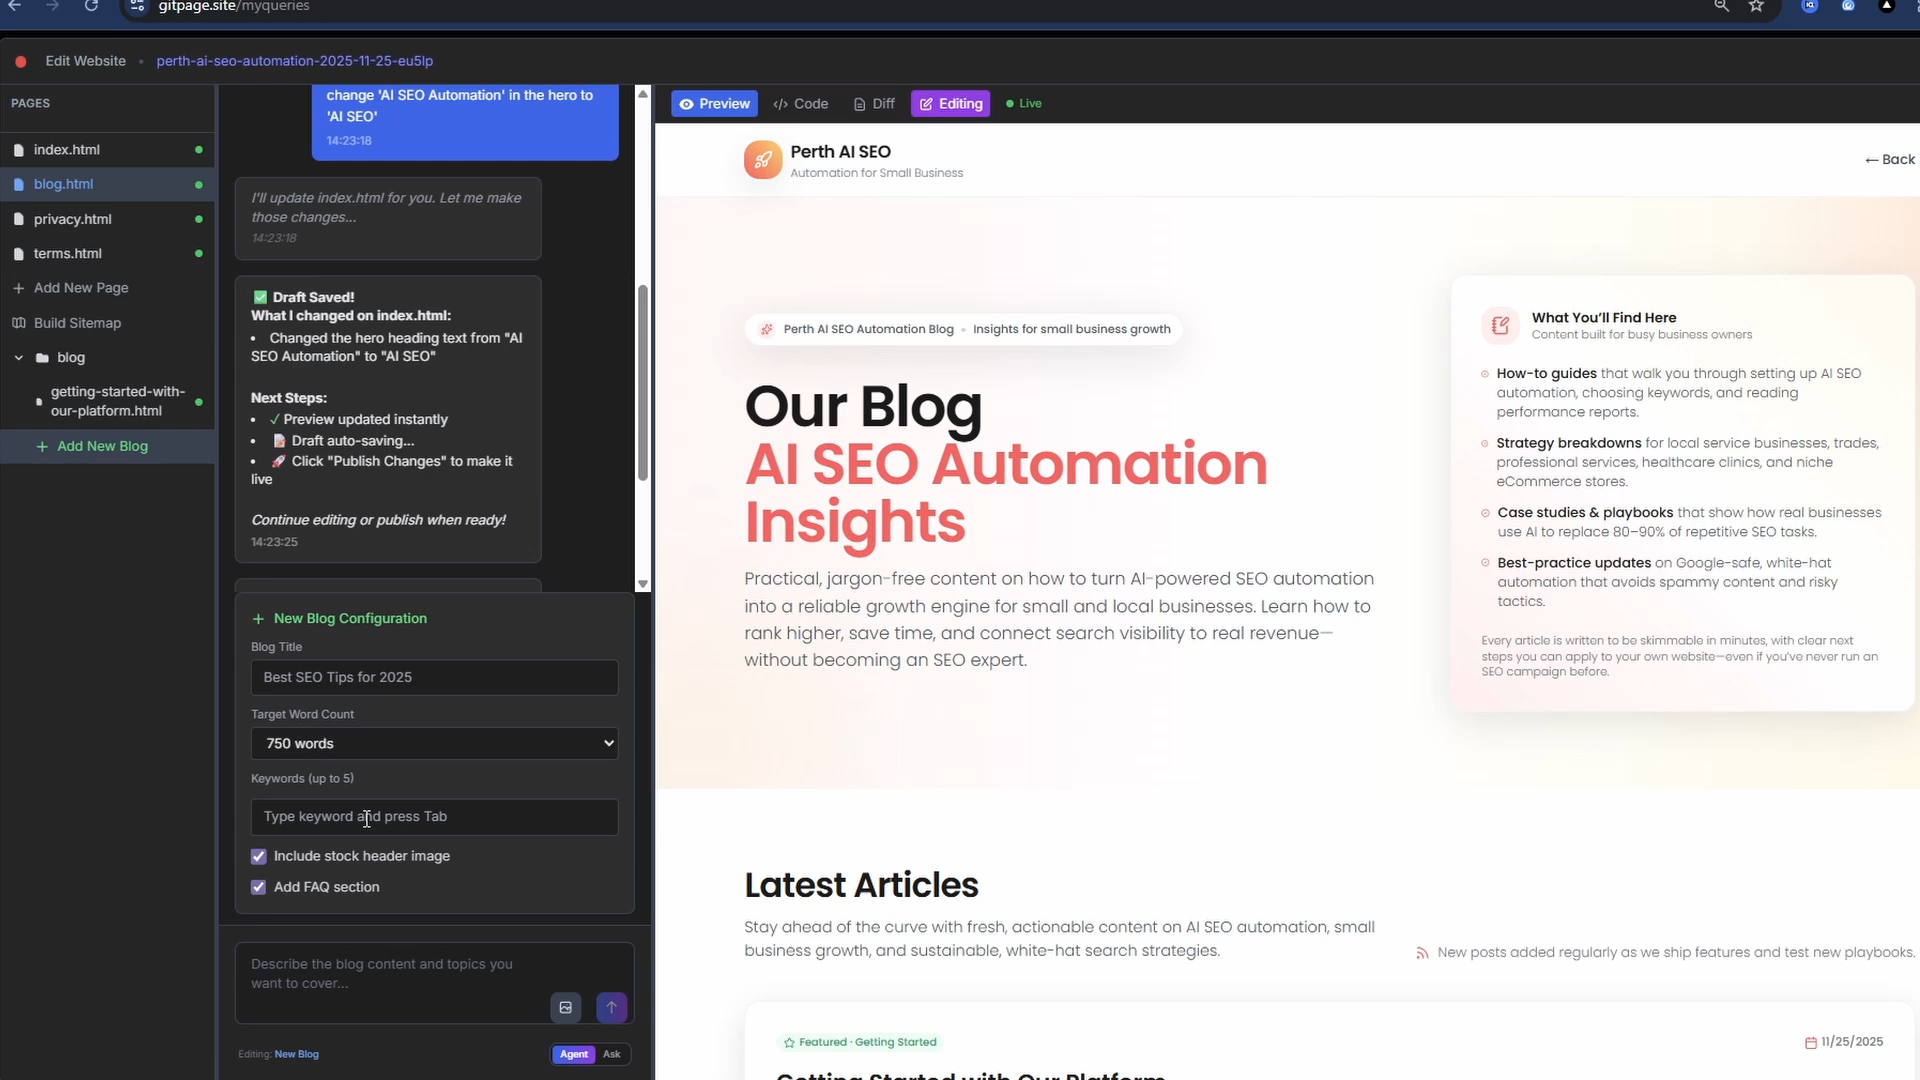 gitpage.site/myqueries
Edit Website • perth-ai-seo-automation-2025-11-25-eu5lp
PAGES
index.html
blog.html
privacy.html
terms.html
+ Add New Page
Build Sitemap
blog
getting-started-with-
our-platform.html
+ Add New Blog
change 'AI SEO Automation' in the hero to
'AI SEO'
14:23:18
I'll update index.html for you. Let me make
those changes...
14:23:18
✅ Draft Saved!
What I changed on index.html:
• Changed the hero heading text from "AI
SEO Automation" to "AI SEO"
Next Steps:
• ✓ Preview updated instantly
• 📝 Draft auto-saving...
• 🚀 Click "Publish Changes" to make it
live
Continue editing or publish when ready!
14:23:25
+ New Blog Configuration
Blog Title
Best SEO Tips for 2025
Target Word Count
750 words
Keywords (up to 5)
Type keyword and press Tab
Include stock header image
Add FAQ section
Describe the blog content and topics you
want to cover...
Editing: New Blog
Agent
Ask
Preview
</> Code
Diff
Editing
Live
Perth AI SEO
Automation for Small Business
← Back
Perth AI SEO Automation Blog • Insights for small business growth
Our Blog
AI SEO Automation
Insights
Practical, jargon-free content on how to turn AI-powered SEO automation
into a reliable growth engine for small and local businesses. Learn how to
rank higher, save time, and connect search visibility to real revenue—
without becoming an SEO expert.
What You’ll Find Here
Content built for busy business owners
How-to guides that walk you through setting up AI SEO
automation, choosing keywords, and reading
performance reports.
Strategy breakdowns for local service businesses, trades,
professional services, healthcare clinics, and niche
eCommerce stores.
Case studies & playbooks that show how real businesses
use AI to replace 80–90% of repetitive SEO tasks.
Best-practice updates on Google-safe, white-hat
automation that avoids spammy content and risky
tactics.
Every article is written to be skimmable in minutes, with clear next
steps you can apply to your own website—even if you’ve never run an
SEO campaign before.
Latest Articles
Stay ahead of the curve with fresh, actionable content on AI SEO automation, small
business growth, and sustainable, white-hat search strategies.
New posts added regularly as we ship features and test new playbooks.
Featured · Getting Started
11/25/2025
Getting Started with Our Platform